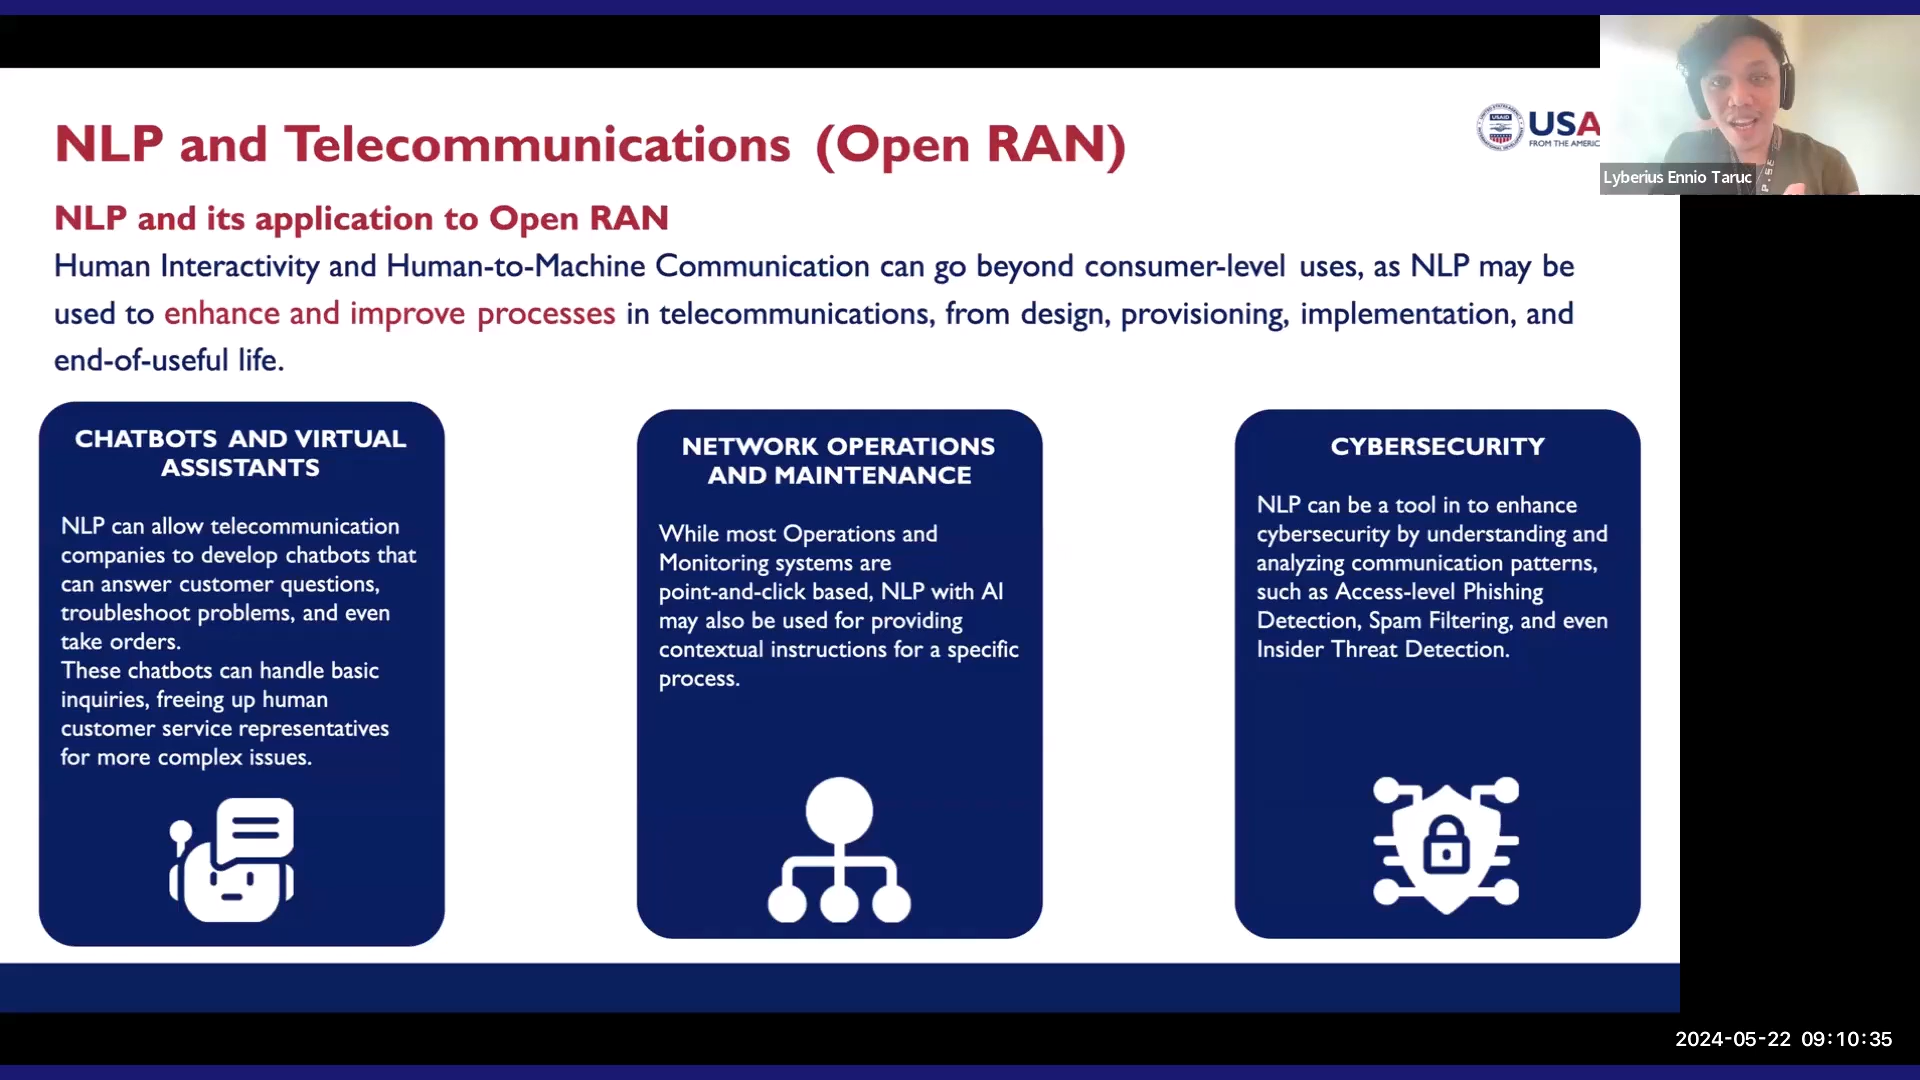 NLP and Telecommunications (Open RAN)
USAID
USA
FROM THE AMERIC
Lyberius Ennio Taruc
NLP and its application to Open RAN
Human Interactivity and Human-to-Machine Communication can go beyond consumer-level uses, as NLP may be
used to enhance and improve processes in telecommunications, from design, provisioning, implementation, and
end-of-useful life.
CHATBOTS AND VIRTUAL
ASSISTANTS
NLP can allow telecommunication
companies to develop chatbots that
can answer customer questions,
troubleshoot problems, and even
take orders.
These chatbots can handle basic
inquiries, freeing up human
customer service representatives
for more complex issues.
NETWORK OPERATIONS
AND MAINTENANCE
While most Operations and
Monitoring systems are
point-and-click based, NLP with AI
may also be used for providing
contextual instructions for a specific
process.
CYBERSECURITY
NLP can be a tool in to enhance
cybersecurity by understanding and
analyzing communication patterns,
such as Access-level Phishing
Detection, Spam Filtering, and even
Insider Threat Detection.
2024-05-22 09:10:35